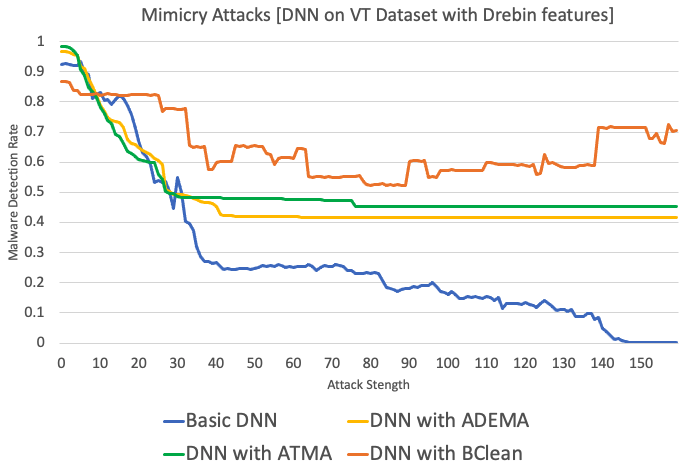 Mimicry Attacks [DNN on VT Dataset with Drebin features]
1
0.9
0.8
0.7
0.6
0.5
0.4
0.3
0.2
0.1
0
Malware Detection Rate
0 10 20 30 40 50 60 70 80 90 100 110 120 130 140 150
Attack Stength
Basic DNN DNN with ADEMA
DNN with ATMA DNN with BClean